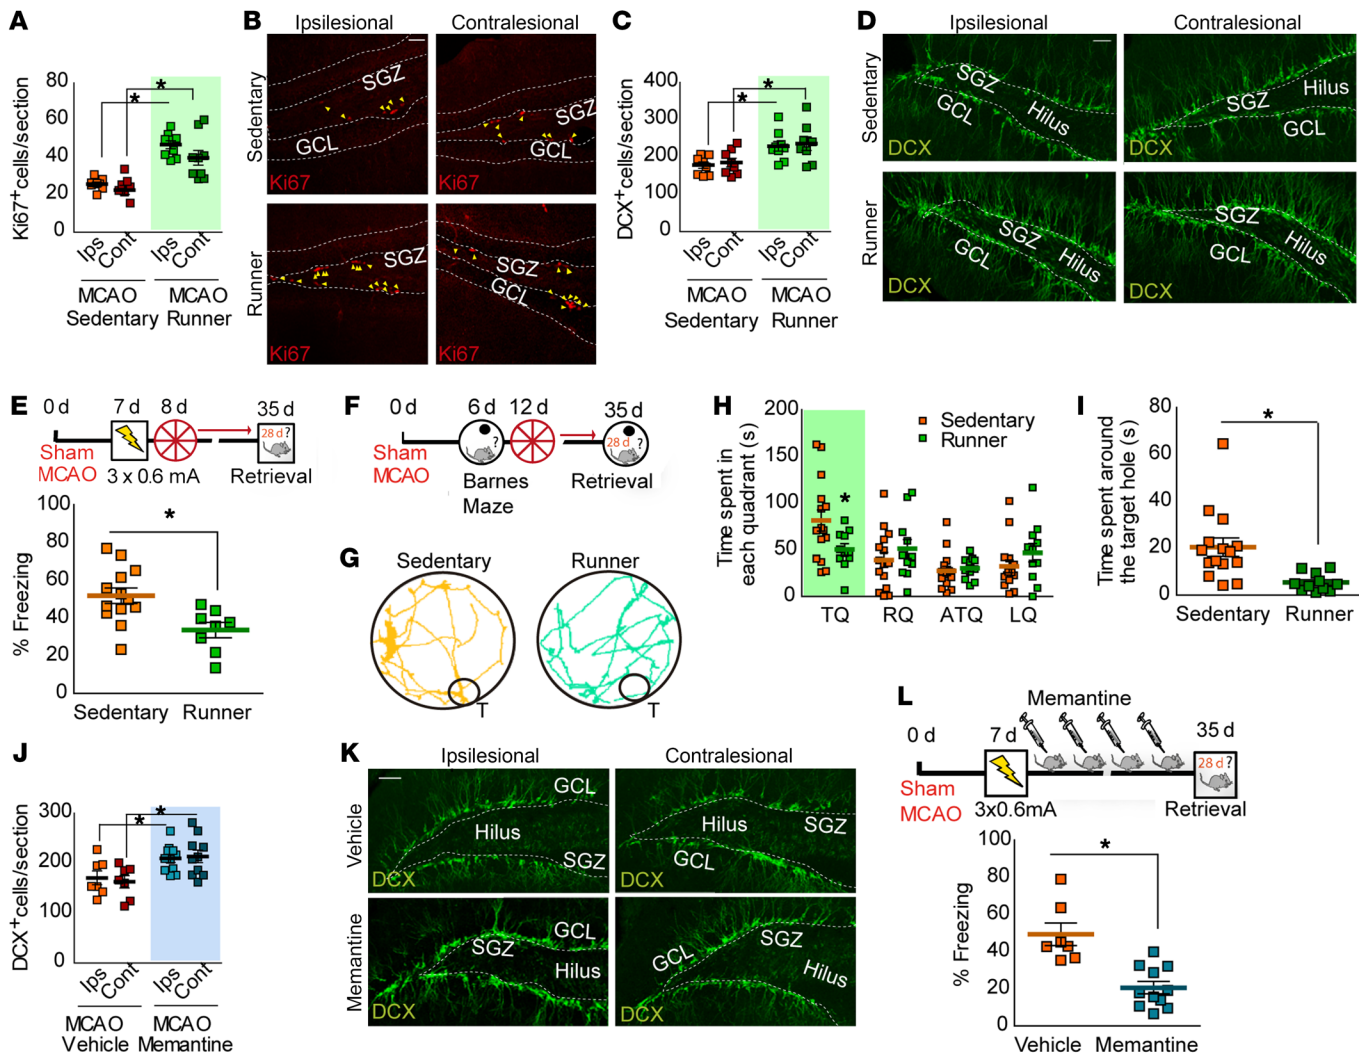 A
Ki67+cells/section
80
60
40
20
0
*
*
Ips
Cont
Ips
Cont
MCAO
Sedentary
MCAO
Runner
B
Ipsilesional
Contralesional
Sedentary
Runner
SGZ
GCL
Ki67
SGZ
GCL
Ki67
SGZ
Ki67
SGZ
GCL
Ki67
C
DCX+cells/section
400
300
200
100
0
*
*
Ips
Cont
Ips
Cont
MCAO
Sedentary
MCAO
Runner
D
Ipsilesional
Contralesional
Sedentary
Runner
SGZ
GCL
Hilus
DCX
Hilus
SGZ
GCL
DCX
SGZ
GCL
Hilus
DCX
SGZ
GCL
Hilus
DCX
E
0 d
7 d
8 d
35 d
28 d ?
Sham
MCAO
3 x 0.6 mA
Retrieval
% Freezing
80
60
40
20
0
*
Sedentary
Runner
F
0 d
6 d
12 d
35 d
?
28 d ?
Sham
MCAO
Barnes
Maze
Retrieval
G
Sedentary
Runner
T
T
H
Time spent in
each quadrant (s)
200
150
100
50
0
Sedentary
Runner
*
TQ
RQ
ATQ
LQ
I
Time spent around
the target hole (s)
80
60
40
20
0
*
Sedentary
Runner
J
DCX+cells/section
300
200
100
0
*
*
Ips
Cont
Ips
Cont
MCAO
Vehicle
MCAO
Memantine
K
Ipsilesional
Contralesional
Vehicle
Memantine
GCL
Hilus
SGZ
DCX
Hilus
SGZ
GCL
DCX
GCL
SGZ
Hilus
DCX
SGZ
GCL
Hilus
DCX
L
Memantine
0 d
7 d
35 d
28 d ?
Sham
MCAO
3x0.6mA
Retrieval
% Freezing
100
80
60
40
20
0
*
Vehicle
Memantine